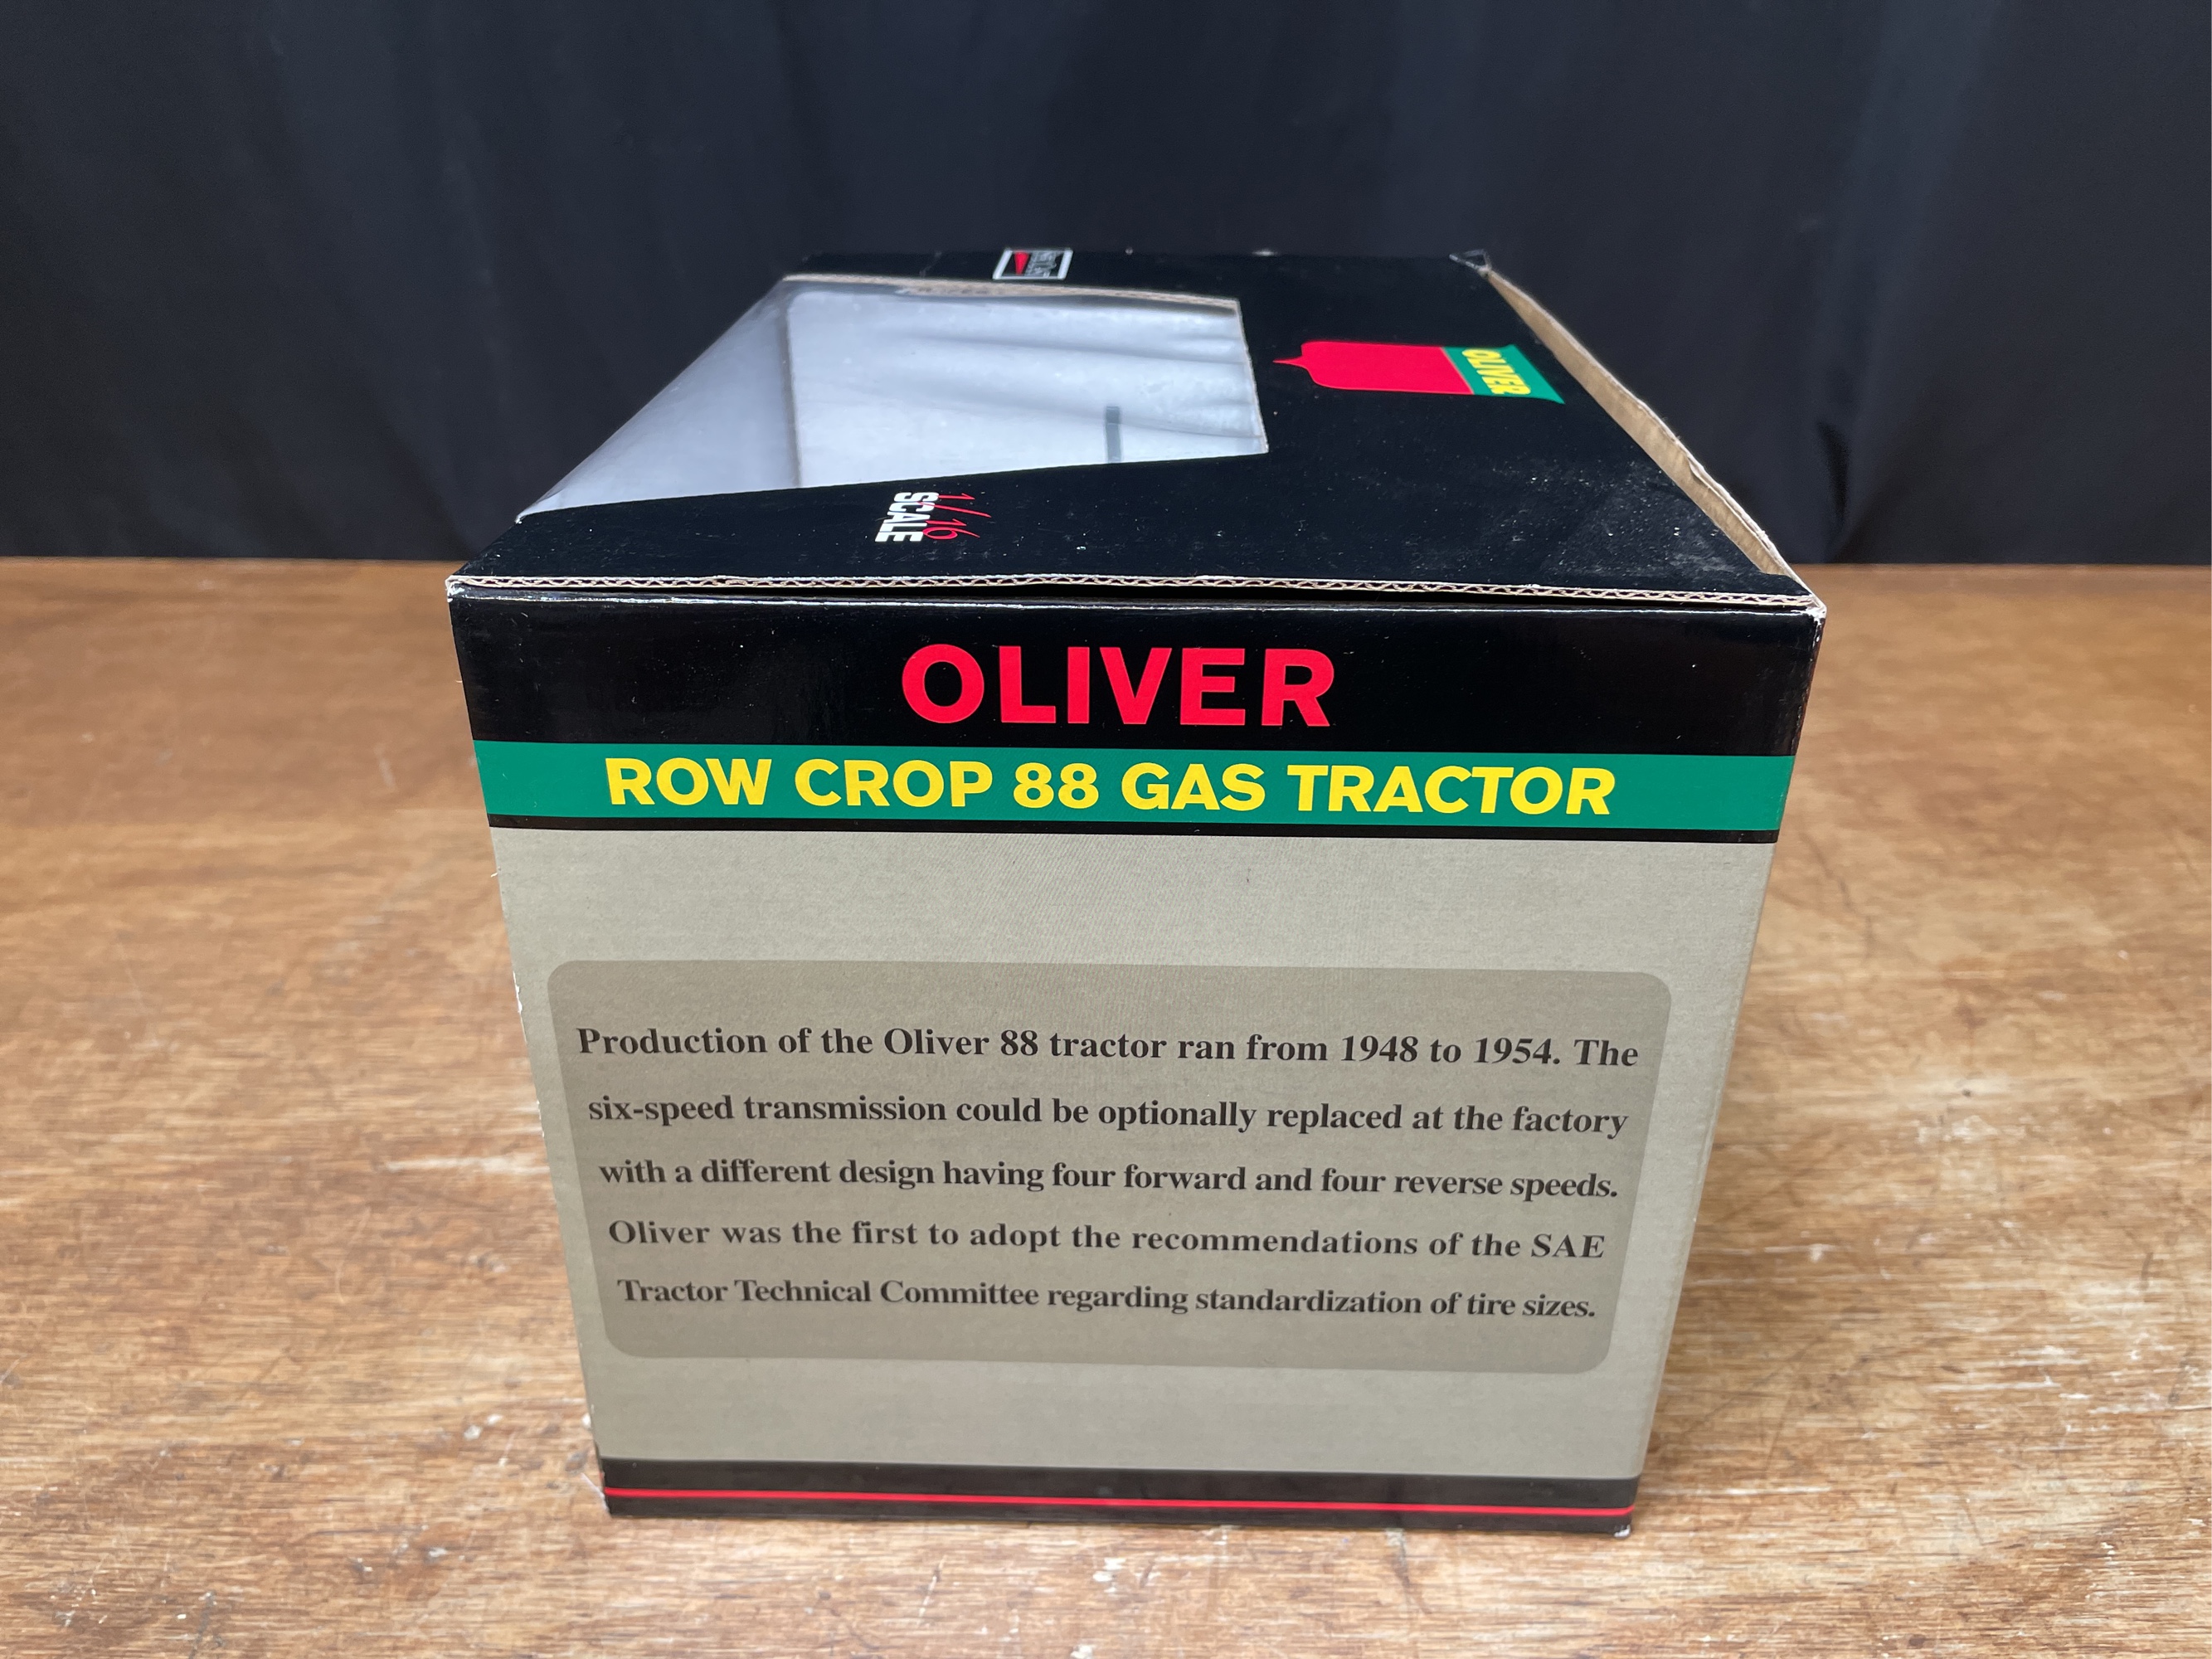 OLIVER
1/16
SCALE
OLIVER
ROW CROP 88 GAS TRACTOR
Production of the Oliver 88 tractor ran from 1948 to 1954. The
six-speed transmission could be optionally replaced at the factory
with a different design having four forward and four reverse speeds.
Oliver was the first to adopt the recommendations of the SAE
Tractor Technical Committee regarding standardization of tire sizes.